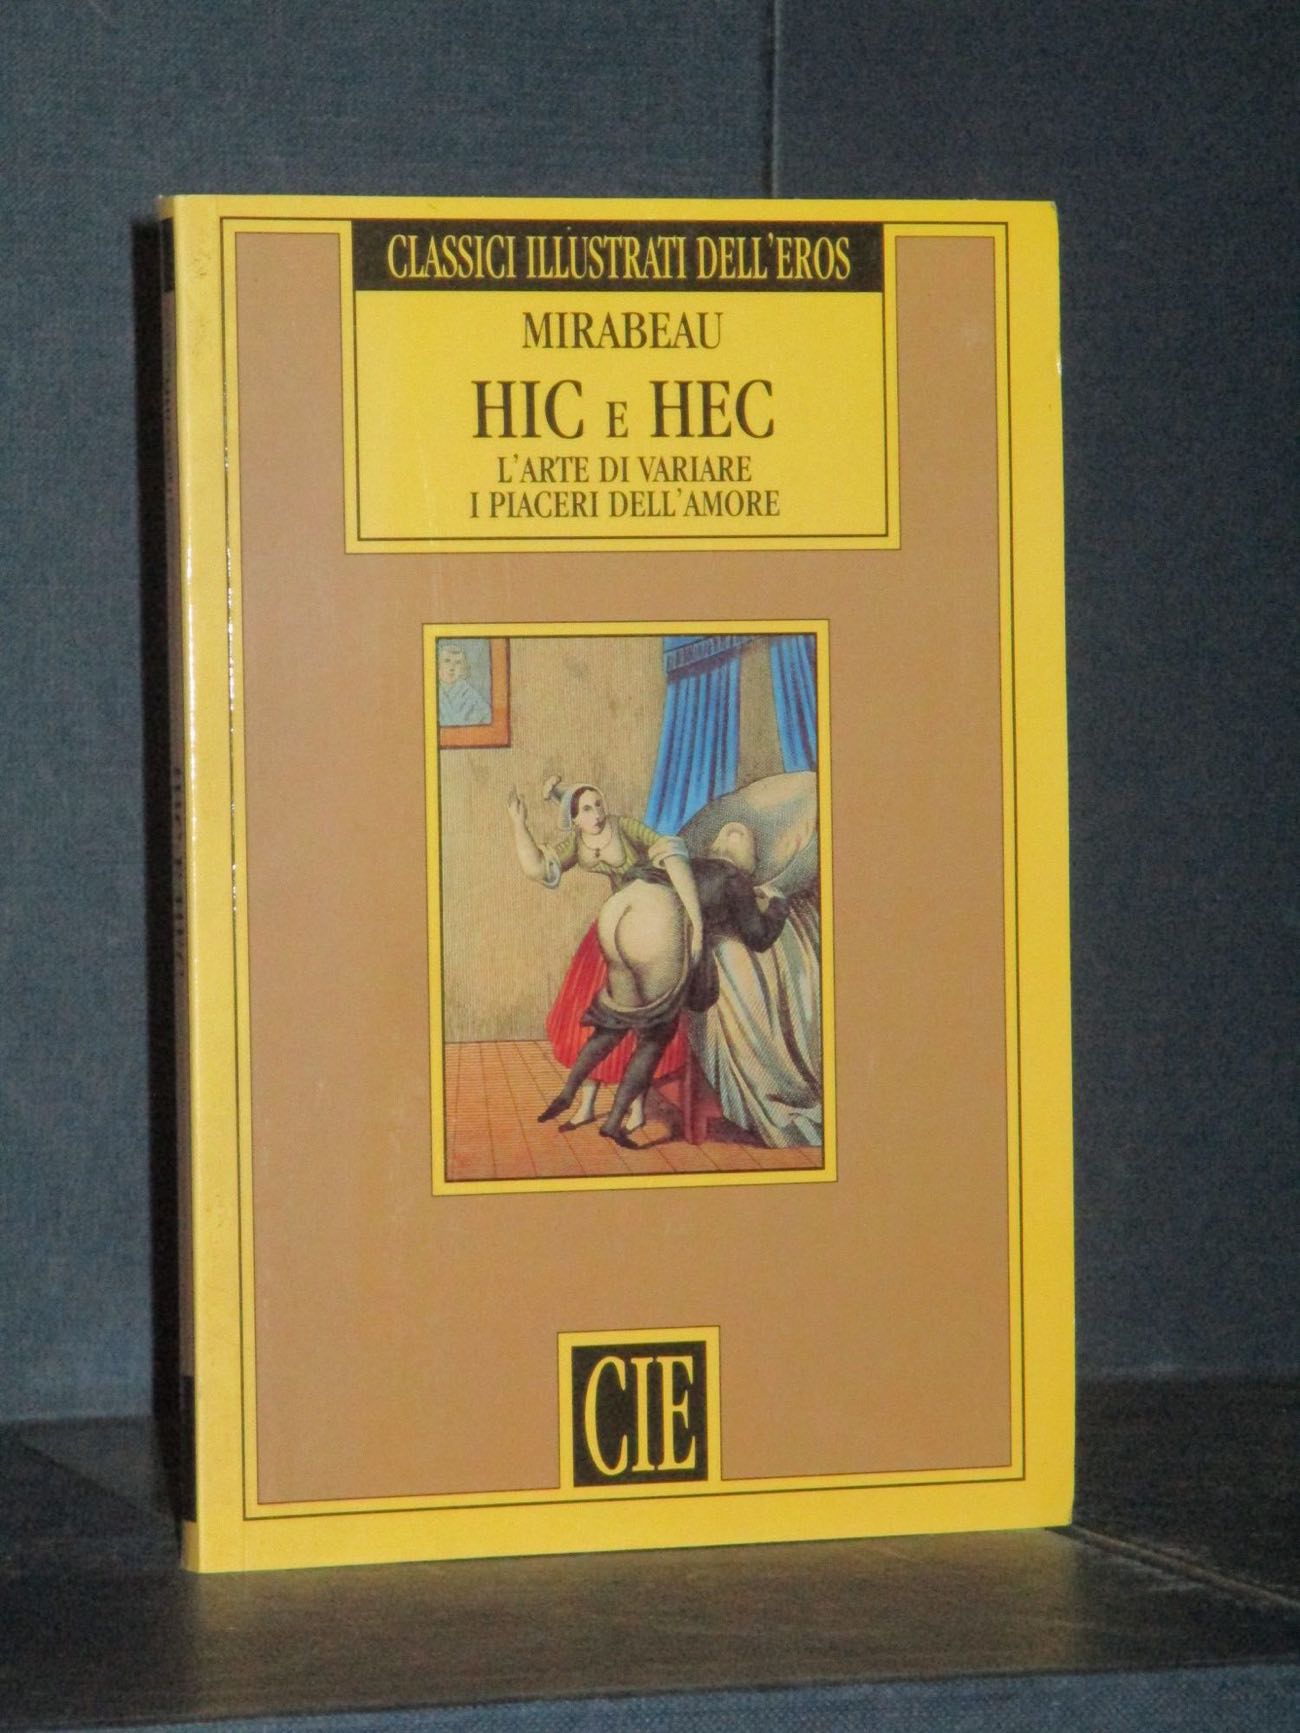 CLASSICI ILLUSTRATI DELL'EROS
MIRABEAU
HIC E HEC
L'ARTE DI VARIARE
I PIACERI DELL'AMORE
CIE